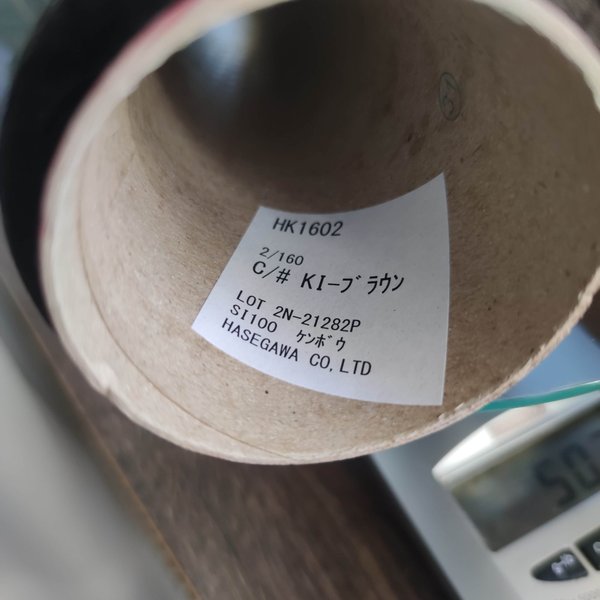 HK1602
2/160
C/# KI-ブラウン
LOT 2N-21282P
SI100 ケンボウ
HASEGAWA CO,LTD